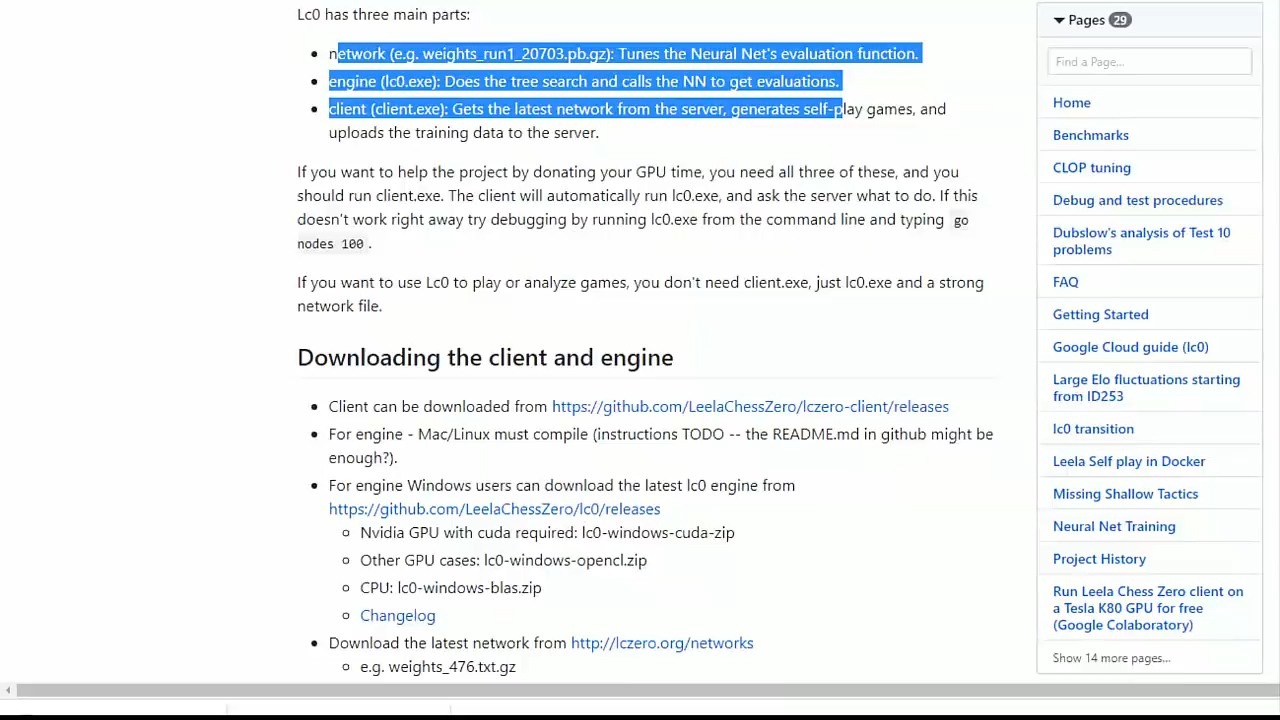 Lc0 has three main parts:
network (e.g. weights_run1_20703.pb.gz): Tunes the Neural Net's evaluation function.
engine (lc0.exe): Does the tree search and calls the NN to get evaluations.
client (client.exe): Gets the latest network from the server, generates self-play games, and
uploads the training data to the server.
If you want to help the project by donating your GPU time, you need all three of these, and you
should run client.exe. The client will automatically run lc0.exe, and ask the server what to do. If this
doesn't work right away try debugging by running lc0.exe from the command line and typing go
nodes 100 .
If you want to use Lc0 to play or analyze games, you don't need client.exe, just lc0.exe and a strong
network file.
Downloading the client and engine
Client can be downloaded from https://github.com/LeelaChessZero/lczero-client/releases
For engine - Mac/Linux must compile (instructions TODO -- the README.md in github might be
enough?).
For engine Windows users can download the latest lc0 engine from
https://github.com/LeelaChessZero/lc0/releases
Nvidia GPU with cuda required: lc0-windows-cuda-zip
Other GPU cases: lc0-windows-opencl.zip
CPU: lc0-windows-blas.zip
Changelog
Download the latest network from http://lczero.org/networks
e.g. weights_476.txt.gz
Pages 29
Find a Page...
Home
Benchmarks
CLOP tuning
Debug and test procedures
Dubslow's analysis of Test 10
problems
FAQ
Getting Started
Google Cloud guide (lc0)
Large Elo fluctuations starting
from ID253
lc0 transition
Leela Self play in Docker
Missing Shallow Tactics
Neural Net Training
Project History
Run Leela Chess Zero client on
a Tesla K80 GPU for free
(Google Colaboratory)
Show 14 more pages...